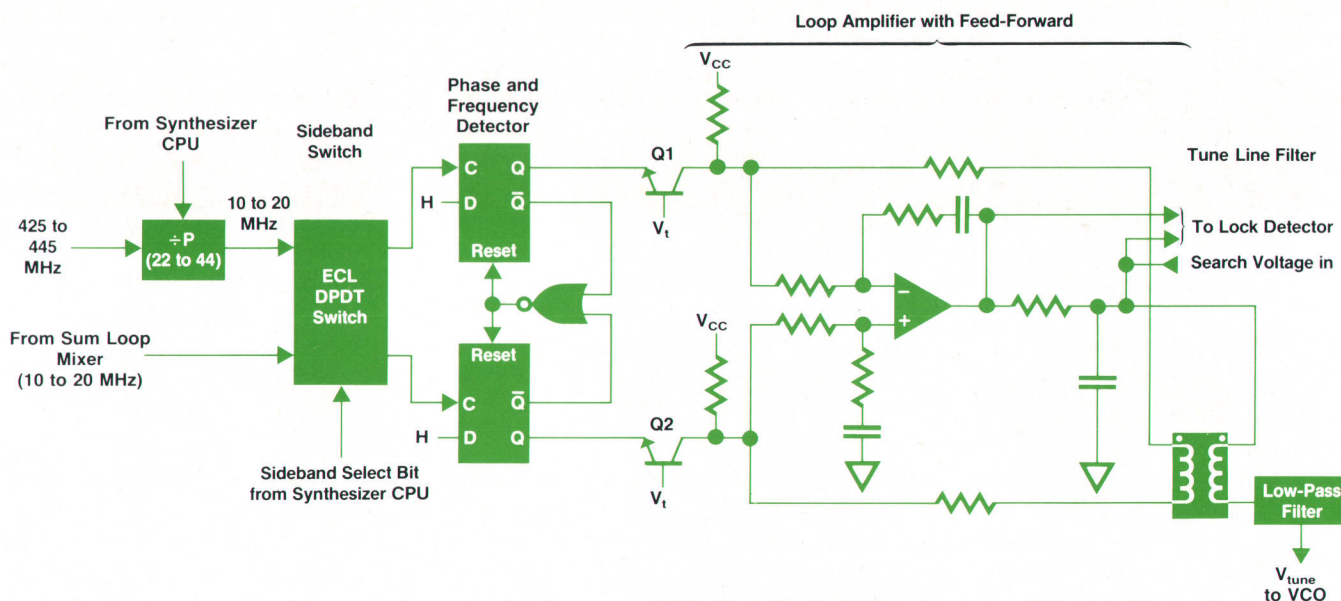 Loop Amplifier with Feed-Forward
VCC
Phase and
Frequency
Detector
From Synthesizer
CPU
Sideband
Switch
Q1
Tune Line Filter
C Q
H D Q̅
Vt
10 to 20
MHz
425 to
445
MHz
÷P
(22 to 44)
Reset
To Lock Detector
Search Voltage in
ECL
DPDT
Switch
−
+
VCC
From Sum Loop
Mixer
(10 to 20 MHz)
Reset
C Q̅
H D Q
Q2
Vt
Sideband Select Bit
from Synthesizer CPU
Low-Pass
Filter
Vtune
to VCO